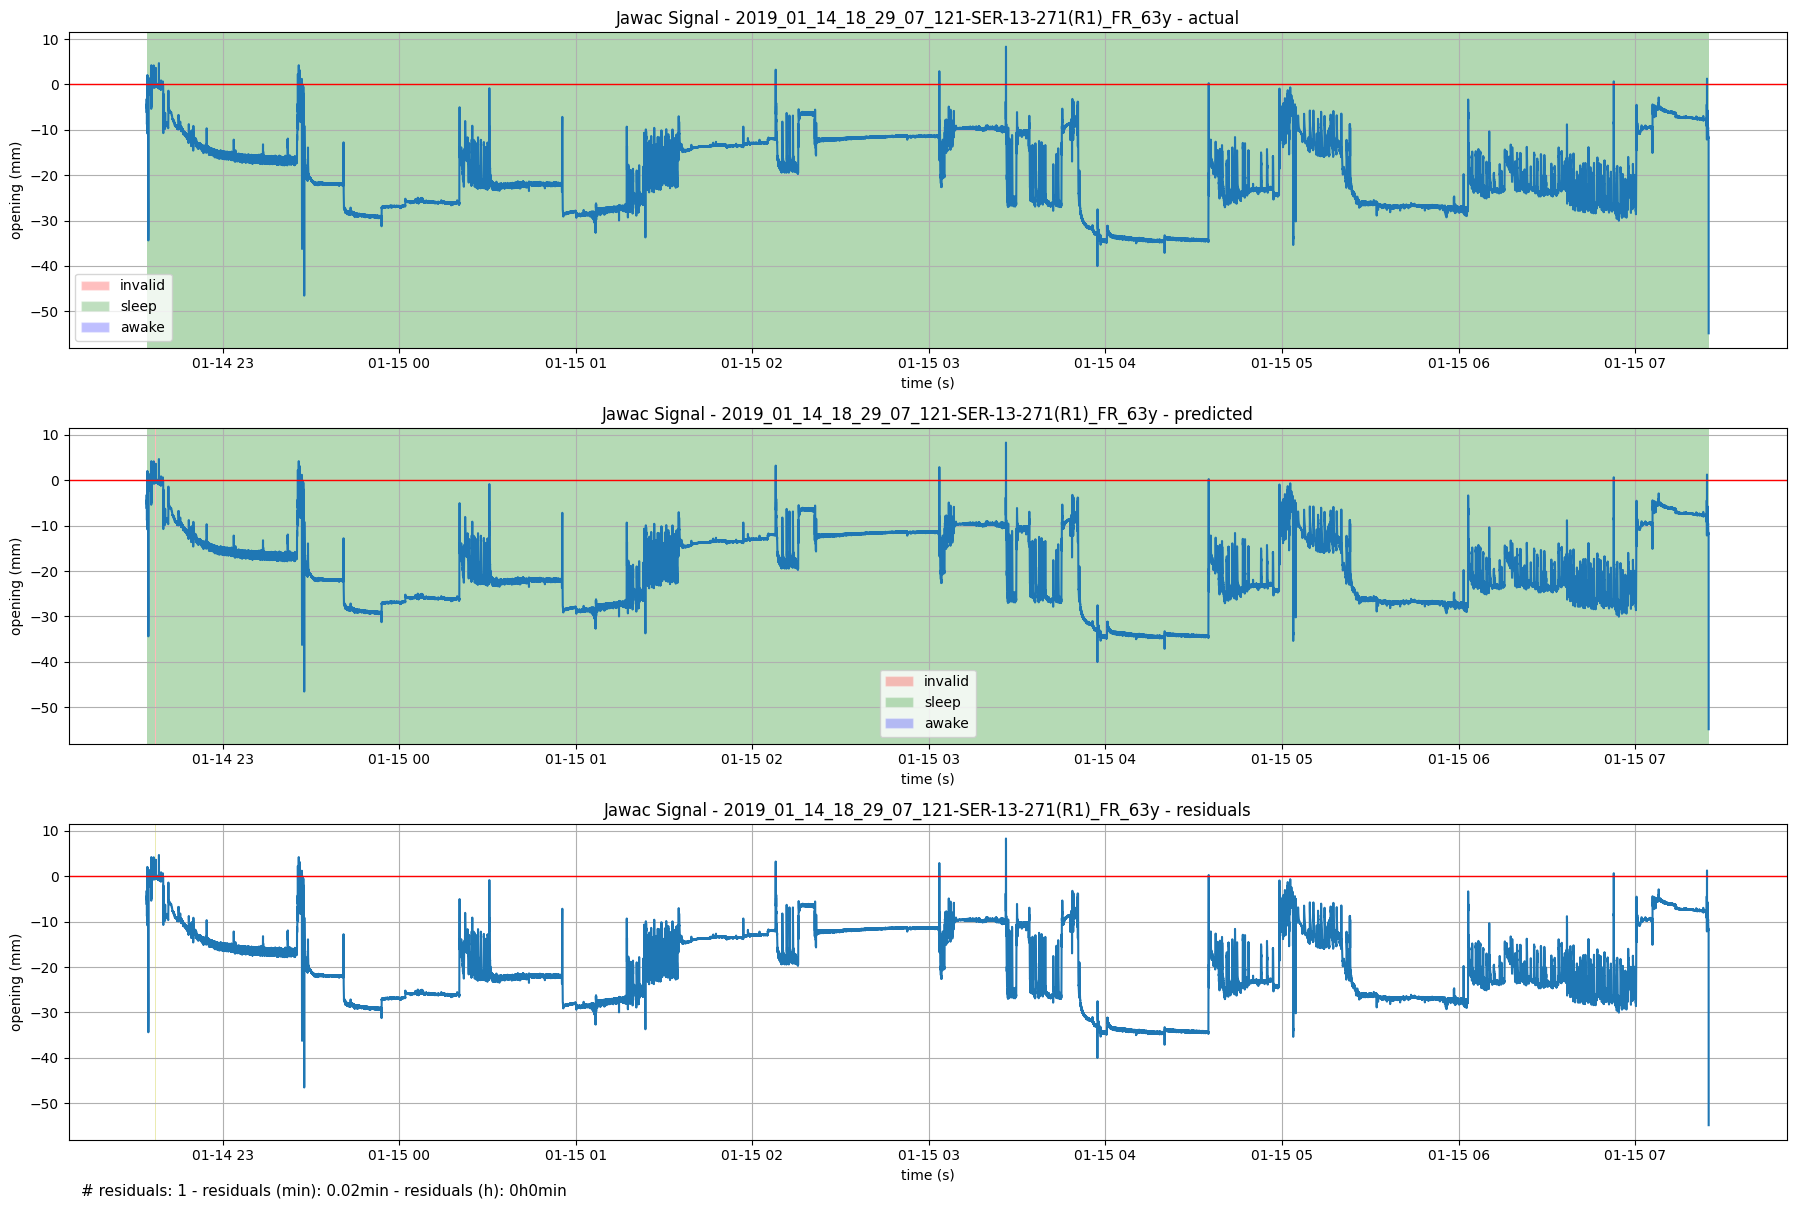 Jawac Signal - 2019_01_14_18_29_07_121-SER-13-271(R1)_FR_63y - actual
10
0
−10
−20
−30
−40
−50
opening (mm)
invalid
sleep
awake
01-14 23 01-15 00 01-15 01 01-15 02 01-15 03 01-15 04 01-15 05 01-15 06 01-15 07
time (s)
Jawac Signal - 2019_01_14_18_29_07_121-SER-13-271(R1)_FR_63y - predicted
10
0
−10
−20
−30
−40
−50
opening (mm)
invalid
sleep
awake
01-14 23 01-15 00 01-15 01 01-15 02 01-15 03 01-15 04 01-15 05 01-15 06 01-15 07
time (s)
Jawac Signal - 2019_01_14_18_29_07_121-SER-13-271(R1)_FR_63y - residuals
10
0
−10
−20
−30
−40
−50
opening (mm)
01-14 23 01-15 00 01-15 01 01-15 02 01-15 03 01-15 04 01-15 05 01-15 06 01-15 07
time (s)
# residuals: 1 - residuals (min): 0.02min - residuals (h): 0h0min